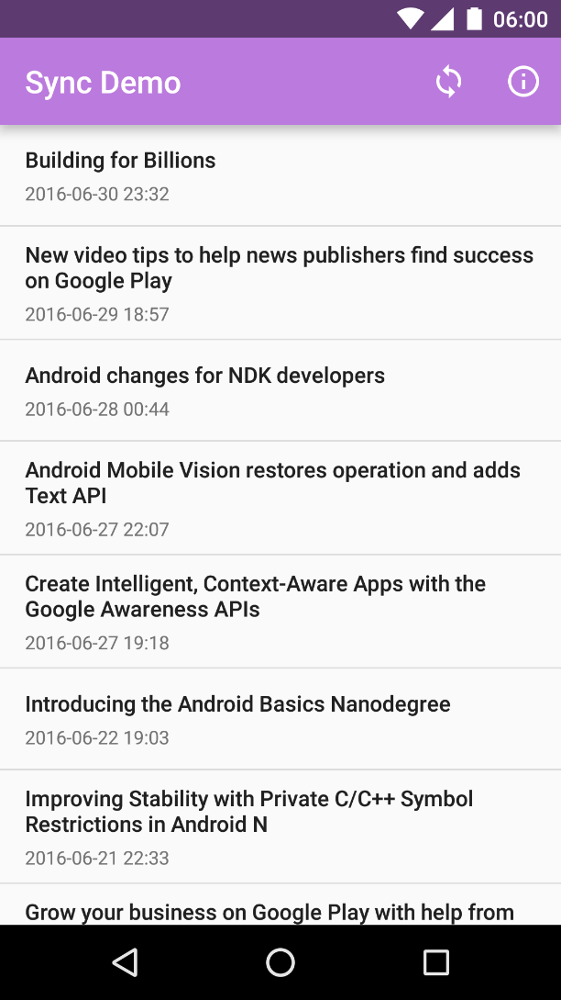 06:00
Sync Demo
Building for Billions
2016-06-30 23:32
New video tips to help news publishers find success
on Google Play
2016-06-29 18:57
Android changes for NDK developers
2016-06-28 00:44
Android Mobile Vision restores operation and adds
Text API
2016-06-27 22:07
Create Intelligent, Context-Aware Apps with the
Google Awareness APIs
2016-06-27 19:18
Introducing the Android Basics Nanodegree
2016-06-22 19:03
Improving Stability with Private C/C++ Symbol
Restrictions in Android N
2016-06-21 22:33
Grow your business on Google Play with help from